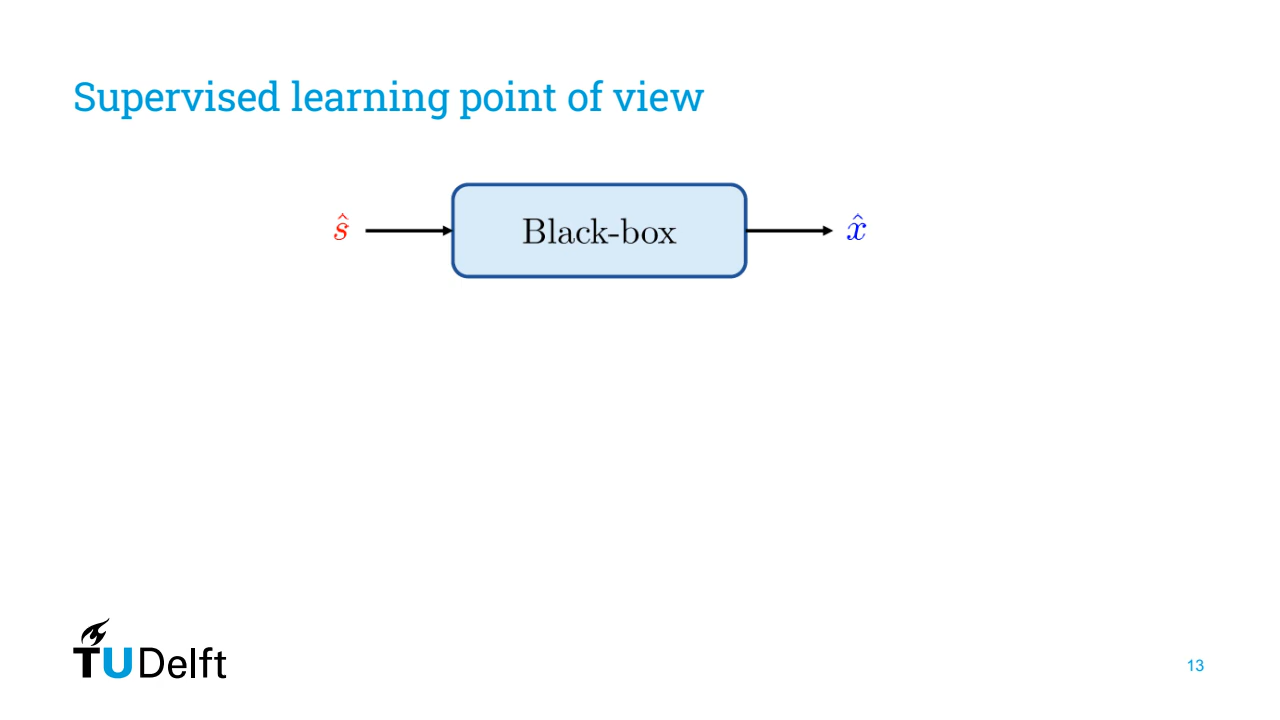 Supervised learning point of view
ŝ
Black-box
x̂
TUDelft
13